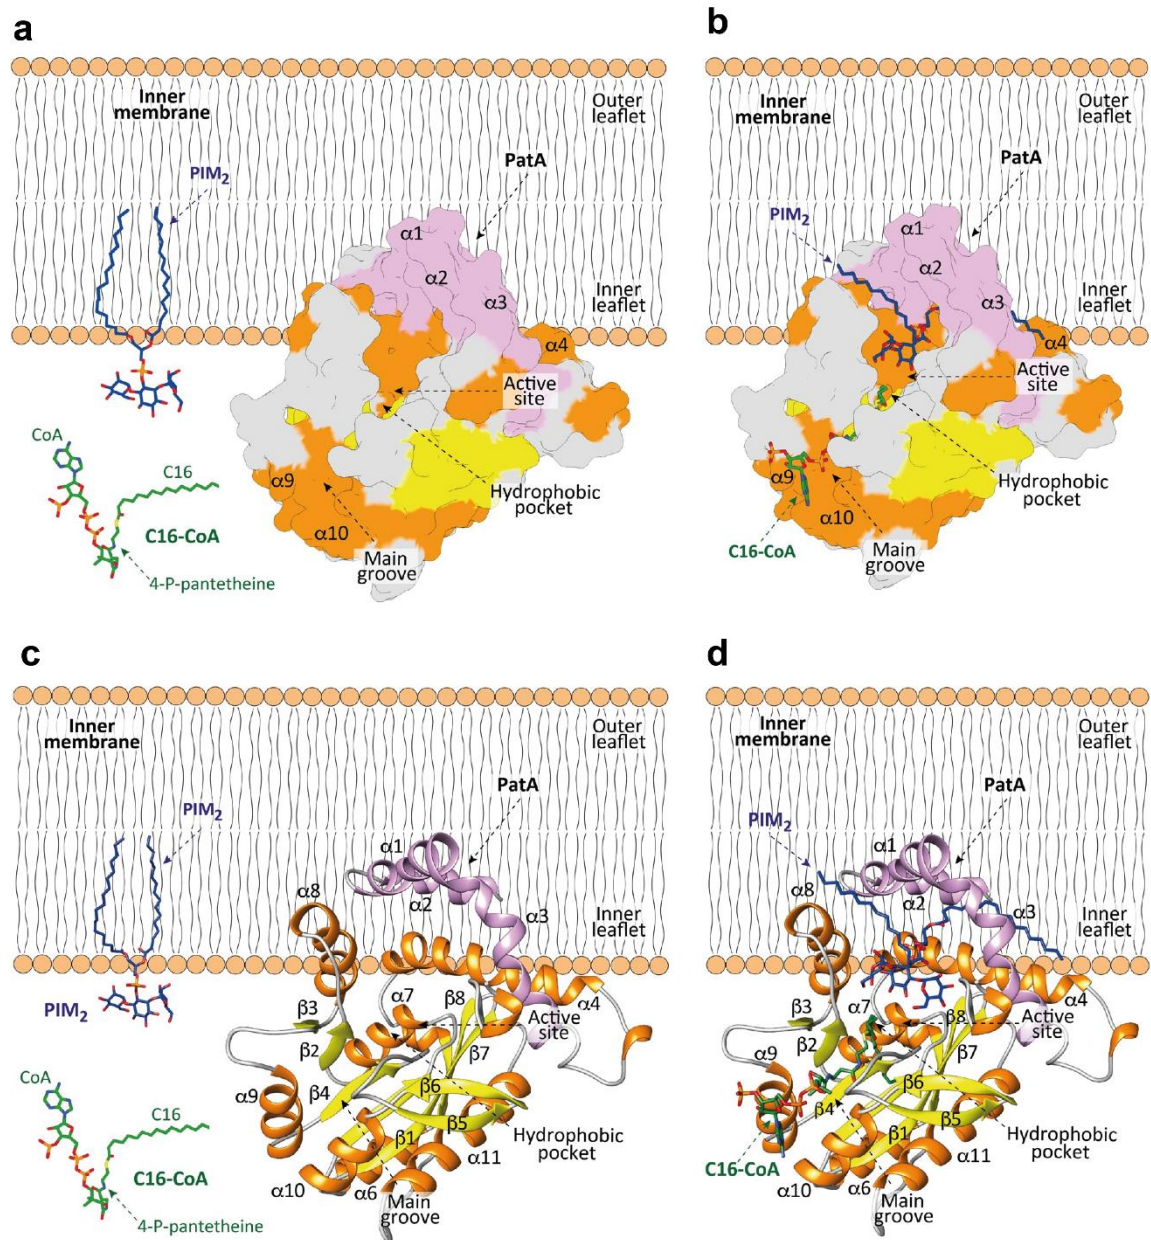 a
Inner
membrane
Outer
leaflet
PIM2
PatA
α1
α2
α3
Inner
leaflet
α4
Active
site
CoA
C16
α9
Hydrophobic
pocket
α10
C16-CoA
Main
groove
4-P-pantetheine
b
Inner
membrane
Outer
leaflet
PatA
PIM2
α1
α2
α3
Inner
leaflet
α4
Active
site
α9
Hydrophobic
pocket
α10
C16-CoA
Main
groove
c
Inner
membrane
Outer
leaflet
PatA
PIM2
α1
α8
α2
α3
Inner
leaflet
PIM2
α7
β8
α4
β3
Active
site
β2
β7
CoA
α9
β6
C16
β4
β5
β1
Hydrophobic
pocket
C16-CoA
α11
α10
α6
Main
groove
4-P-pantetheine
d
Inner
membrane
Outer
leaflet
PatA
PIM2
α1
α8
α2
α3
Inner
leaflet
α7
α4
β3
β8
Active
site
β2
β7
α9
β6
β4
β5
β1
Hydrophobic
pocket
C16-CoA
α11
α10
α6
Main
groove